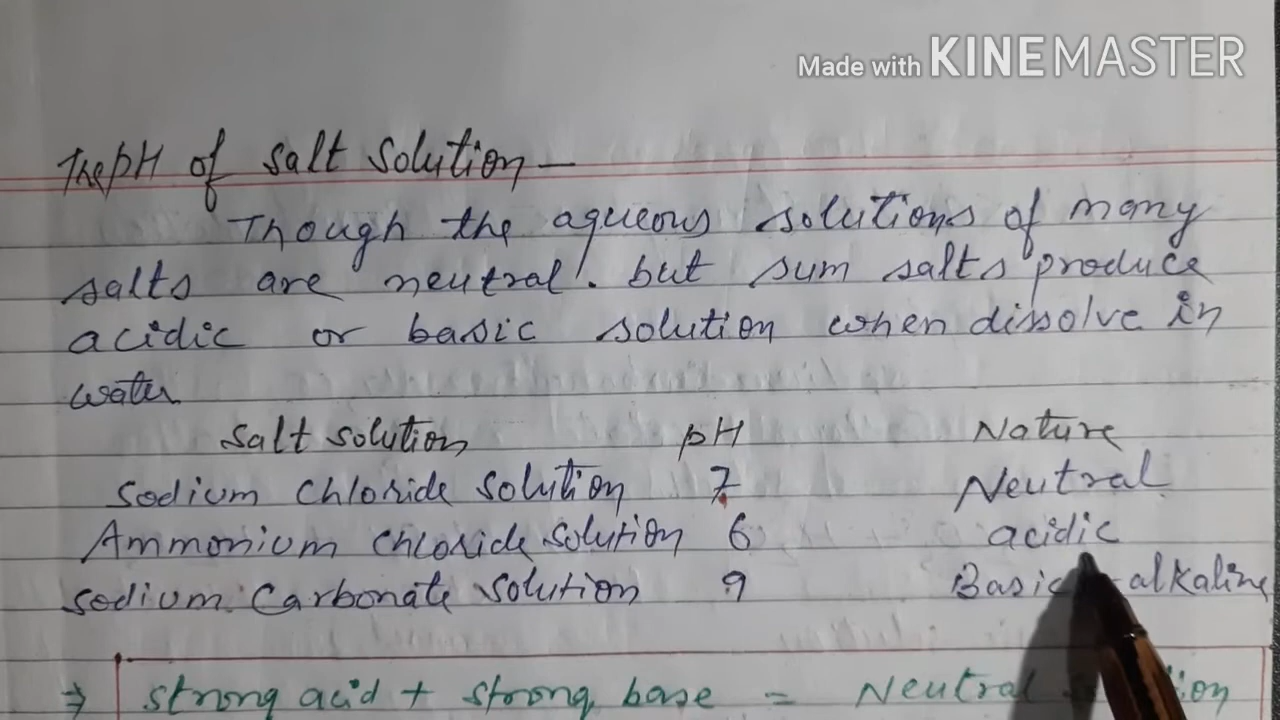 Made with KINEMASTER
The pH of salt solution—
Though the aqueous solutions of many
salts are neutral. but sum salts produce
acidic or basic solution when dissolve in
water
Salt solution pH Nature
Sodium Chloride solution 7 Neutral
Ammonium Chloride solution 6 acidic
Sodium Carbonate solution 9 Basic alkaline
⇒ strong acid + strong base = Neutral